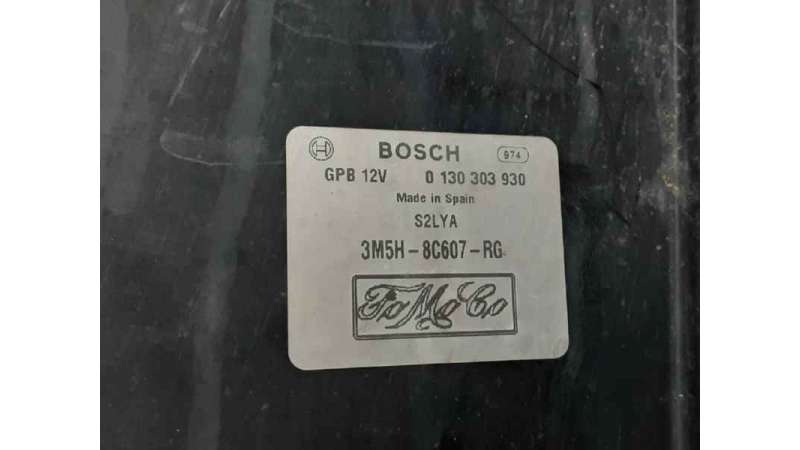 BOSCH 974
GPB 12V 0 130 303 930
Made in Spain
S2LYA
3M5H-8C607-RG
FoMoCo